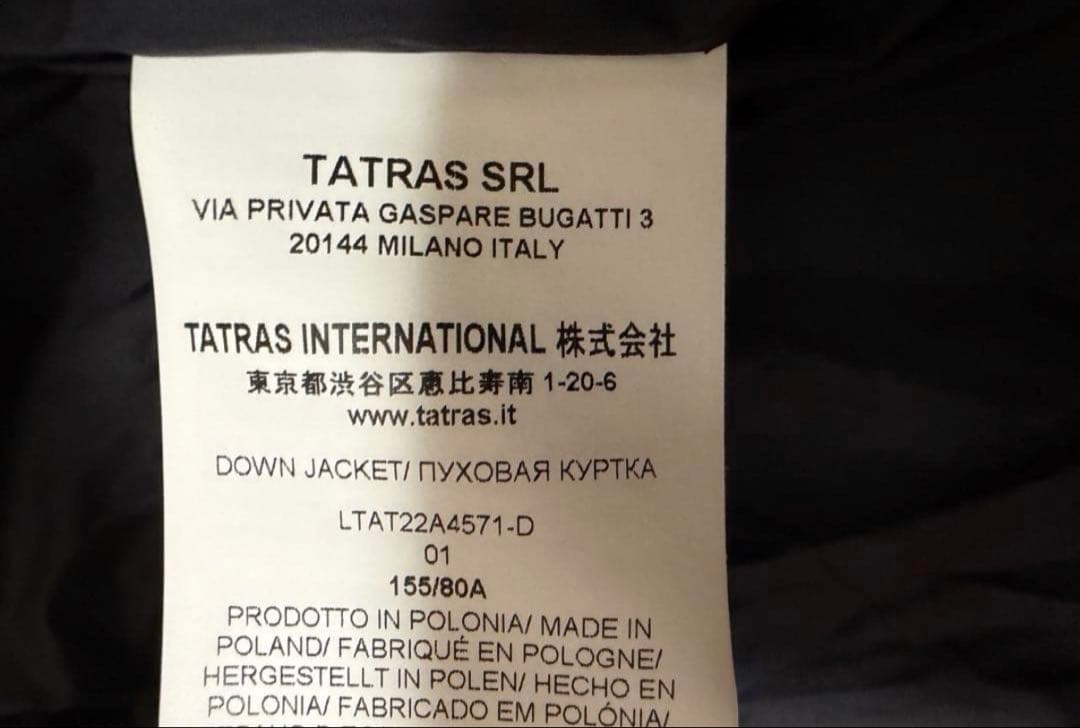 TATRAS SRL
VIA PRIVATA GASPARE BUGATTI 3
20144 MILANO ITALY
TATRAS INTERNATIONAL 株式会社
東京都渋谷区恵比寿南 1-20-6
www.tatras.it
DOWN JACKET/ ПУХОВАЯ КУРТКА
LTAT22A4571-D
01
155/80A
PRODOTTO IN POLONIA/ MADE IN
POLAND/ FABRIQUÉ EN POLOGNE/
HERGESTELLT IN POLEN/ HECHO EN
POLONIA/ FABRICADO EM POLÓNIA/